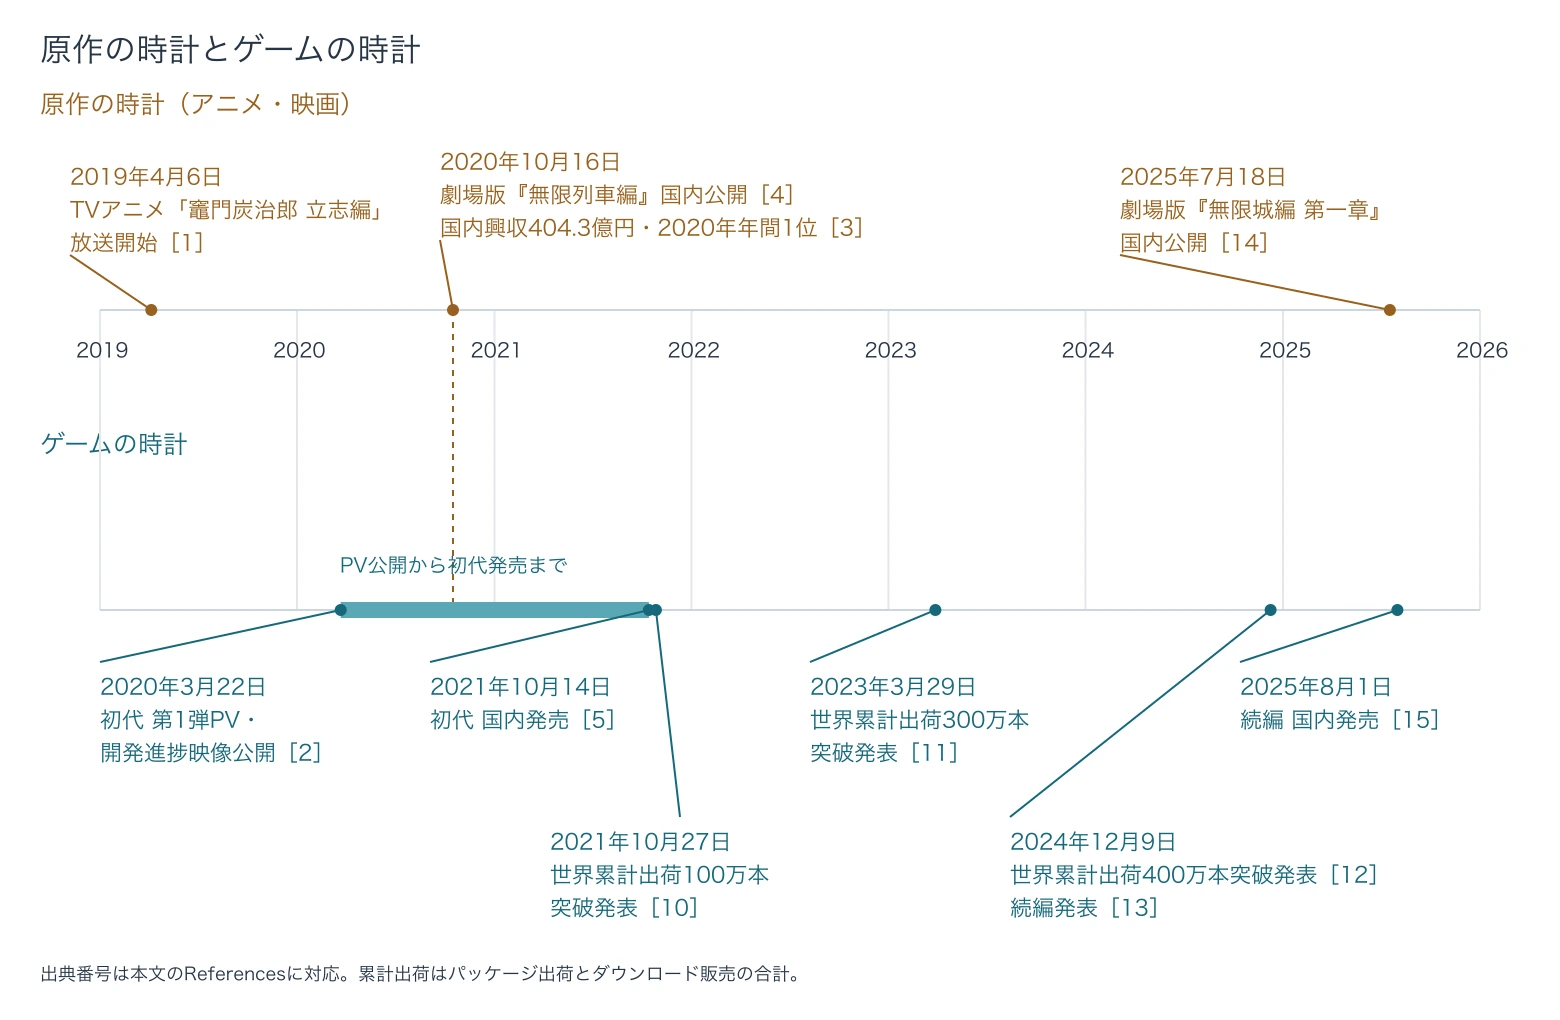 原作の時計とゲームの時計
原作の時計（アニメ・映画）
2019年4月6日
TVアニメ「竈門炭治郎 立志編」
放送開始［1］
2020年10月16日
劇場版『無限列車編』国内公開［4］
国内興収404.3億円・2020年年間1位［3］
2025年7月18日
劇場版『無限城編 第一章』
国内公開［14］
2019
2020
2021
2022
2023
2024
2025
2026
ゲームの時計
PV公開から初代発売まで
2020年3月22日
初代 第1弾PV・
開発進捗映像公開［2］
2021年10月14日
初代 国内発売［5］
2023年3月29日
世界累計出荷300万本
突破発表［11］
2025年8月1日
続編 国内発売［15］
2021年10月27日
世界累計出荷100万本
突破発表［10］
2024年12月9日
世界累計出荷400万本突破発表［12］
続編発表［13］
出典番号は本文のReferencesに対応。累計出荷はパッケージ出荷とダウンロード販売の合計。